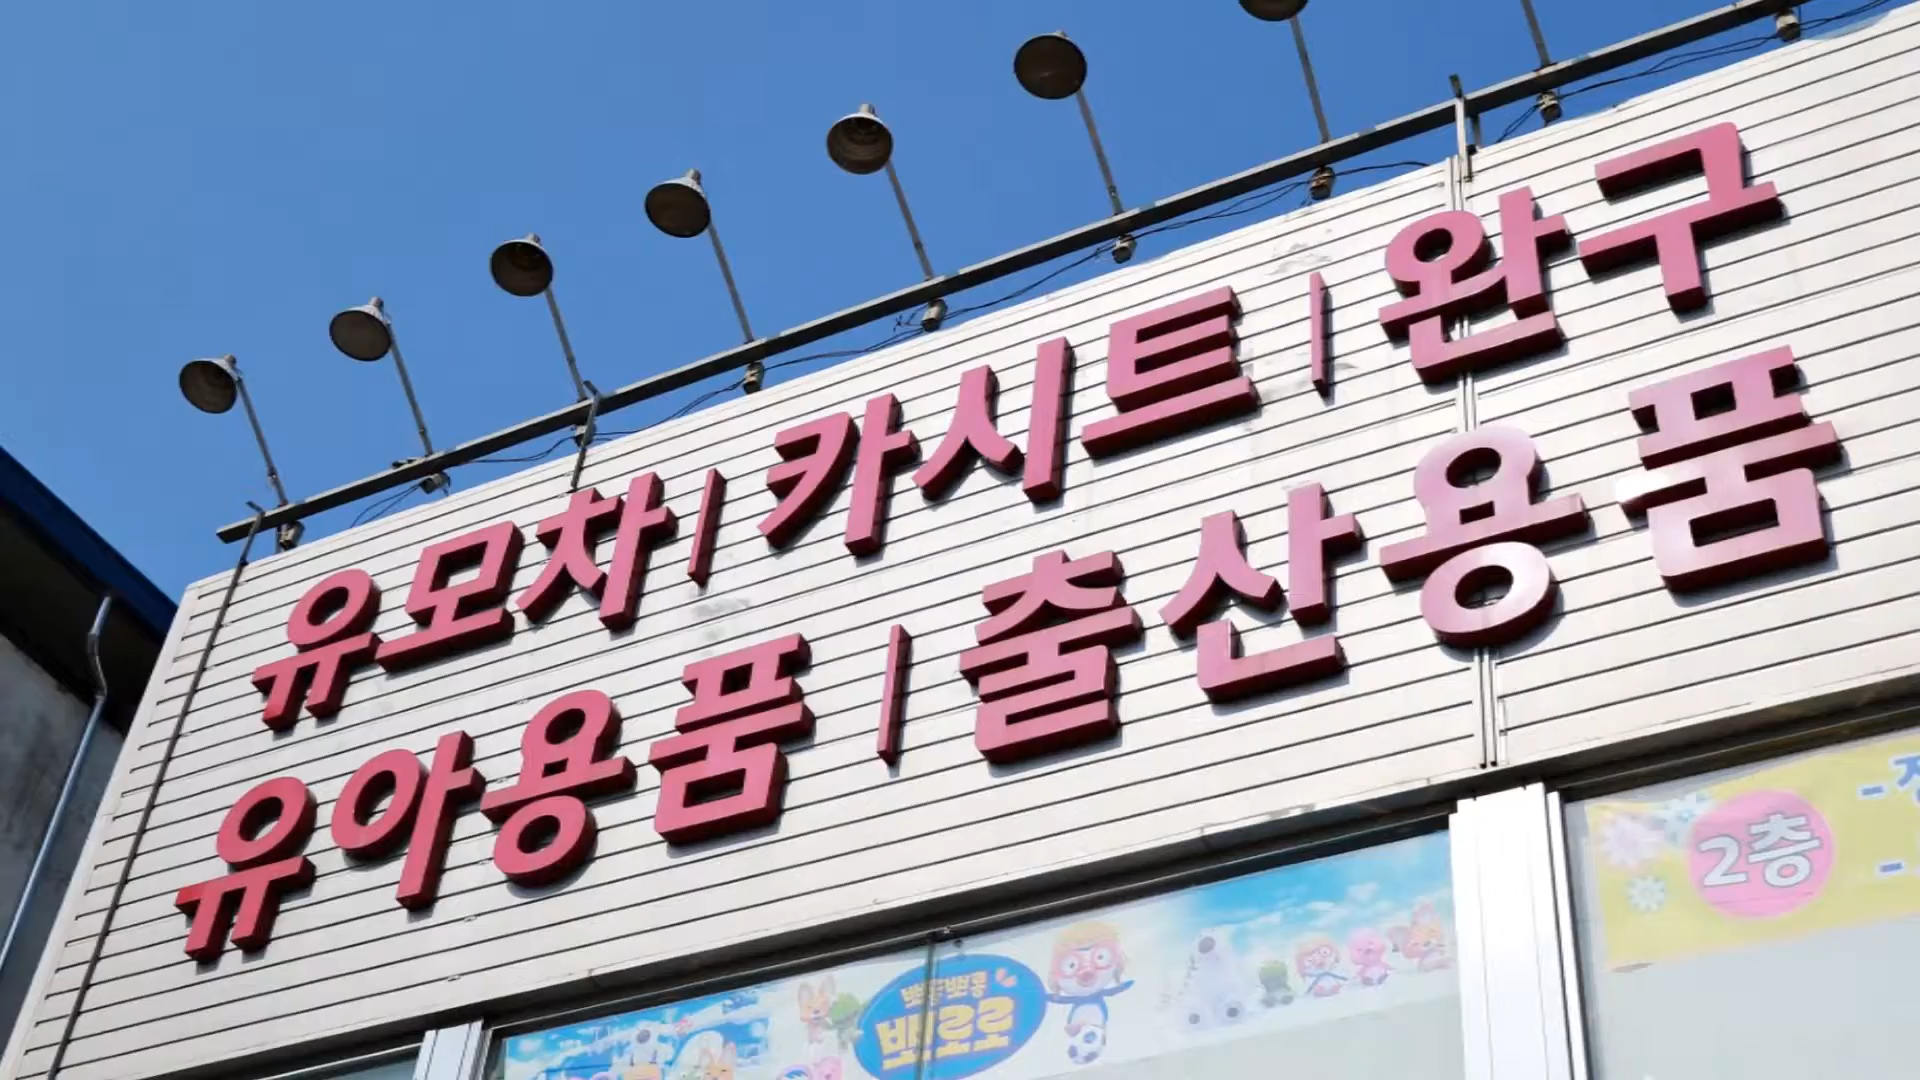 유모차 | 카시트 | 완구
유아용품 | 출산용품
2층
뽀롱뽀롱
뽀로로